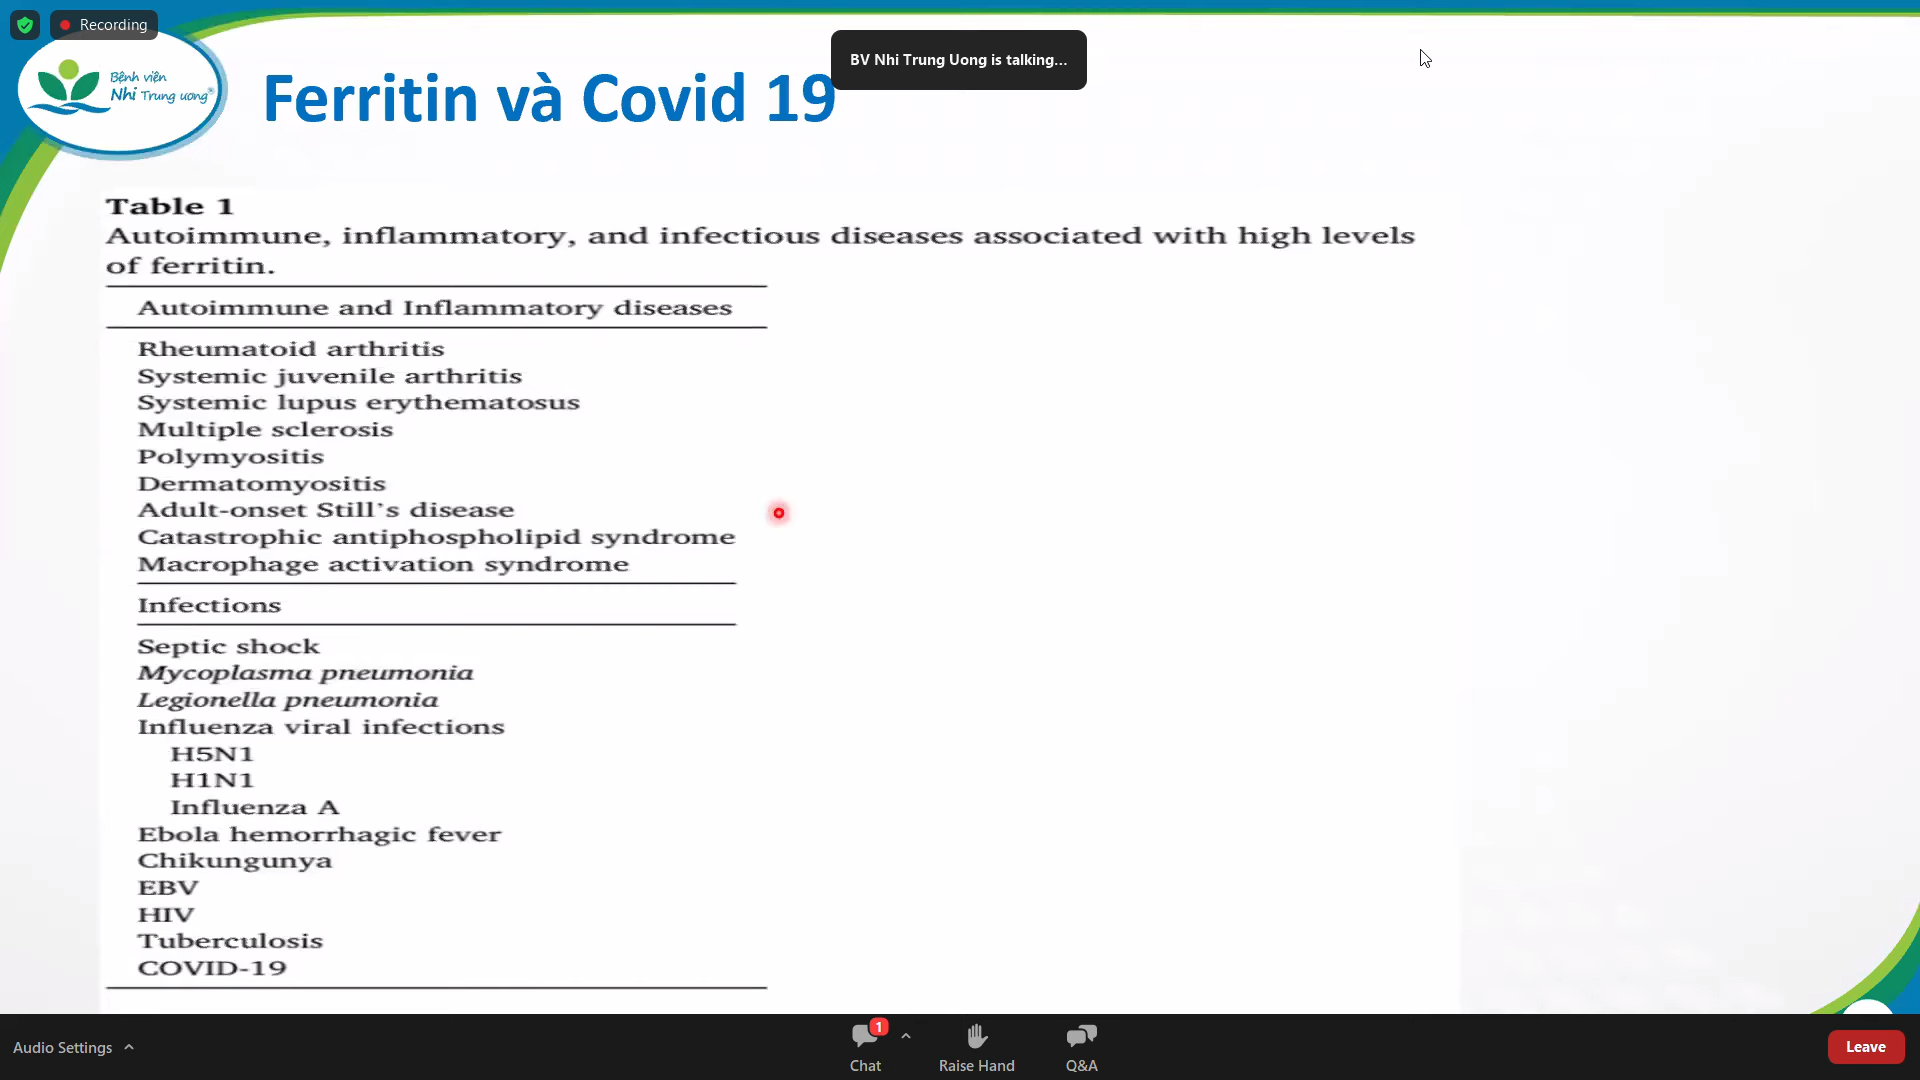 Recording
BV Nhi Trung Uong is talking...
Bệnh viện
Nhi Trung ương®
Ferritin và Covid 19
Table 1
Autoimmune, inflammatory, and infectious diseases associated with high levels
of ferritin.
Autoimmune and Inflammatory diseases
Rheumatoid arthritis
Systemic juvenile arthritis
Systemic lupus erythematosus
Multiple sclerosis
Polymyositis
Dermatomyositis
Adult-onset Still's disease
Catastrophic antiphospholipid syndrome
Macrophage activation syndrome
Infections
Septic shock
Mycoplasma pneumonia
Legionella pneumonia
Influenza viral infections
H5N1
H1N1
Influenza A
Ebola hemorrhagic fever
Chikungunya
EBV
HIV
Tuberculosis
COVID-19
Audio Settings
1
Chat
Raise Hand
Q&A
Leave